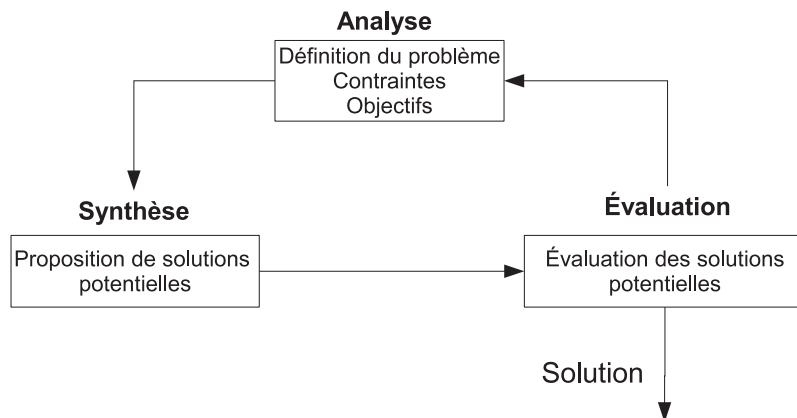 Analyse
Définition du problème
Contraintes
Objectifs
Synthèse
Proposition de solutions
potentielles
Évaluation
Évaluation des solutions
potentielles
Solution